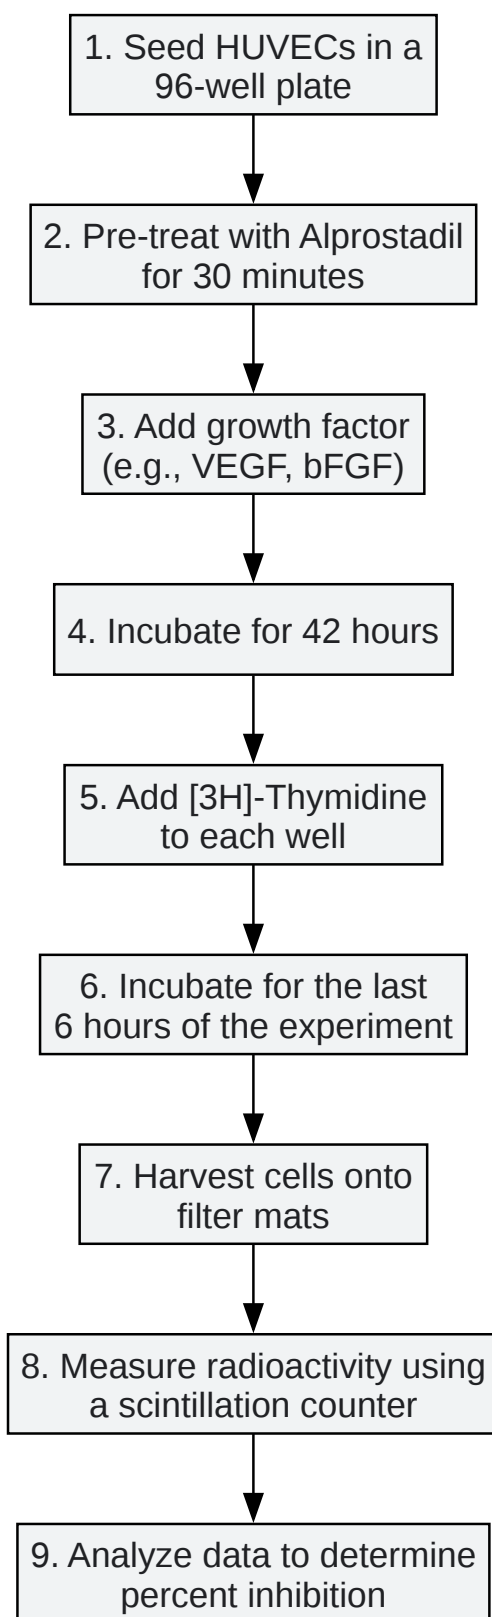 1. Seed HUVECs in a
96-well plate
2. Pre-treat with Alprostadil
for 30 minutes
3. Add growth factor
(e.g., VEGF, bFGF)
4. Incubate for 42 hours
5. Add [3H]-Thymidine
to each well
6. Incubate for the last
6 hours of the experiment
7. Harvest cells onto
filter mats
8. Measure radioactivity using
a scintillation counter
9. Analyze data to determine
percent inhibition